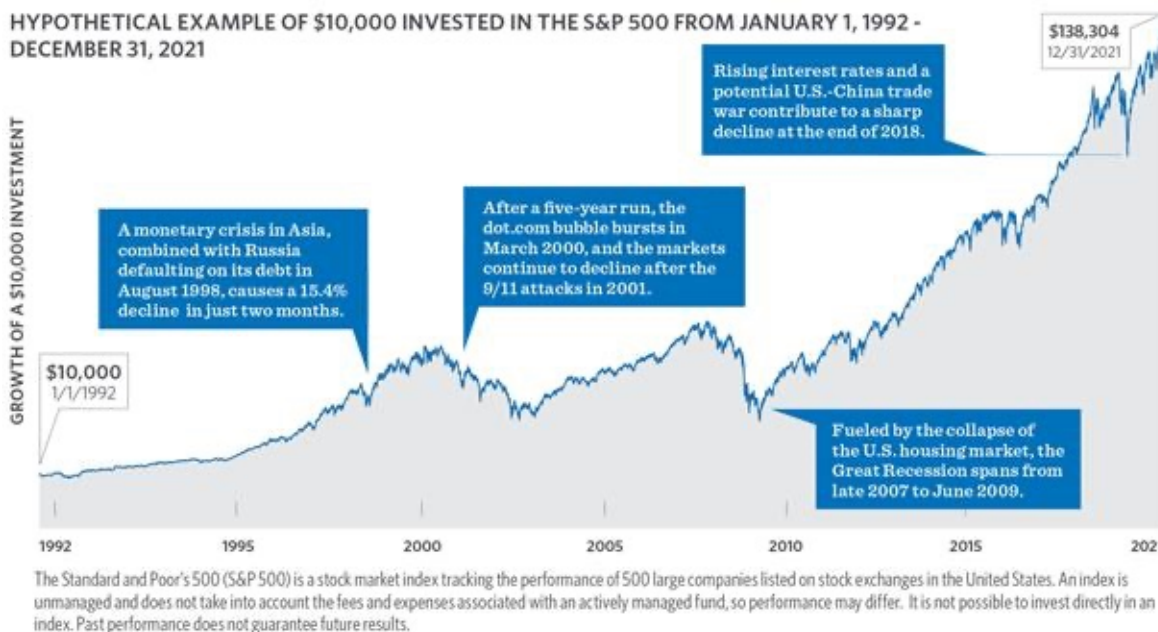 HYPOTHETICAL EXAMPLE OF $10,000 INVESTED IN THE S&P 500 FROM JANUARY 1, 1992 -
DECEMBER 31, 2021
$138,304
12/31/2021
Rising interest rates and a
potential U.S.-China trade
war contribute to a sharp
decline at the end of 2018.
GROWTH OF A $10,000 INVESTMENT
After a five-year run, the
dot.com bubble bursts in
March 2000, and the markets
continue to decline after the
9/11 attacks in 2001.
A monetary crisis in Asia,
combined with Russia
defaulting on its debt in
August 1998, causes a 15.4%
decline in just two months.
$10,000
1/1/1992
Fueled by the collapse of
the U.S. housing market, the
Great Recession spans from
late 2007 to June 2009.
1992 1995 2000 2005 2010 2015 202
The Standard and Poor's 500 (S&P 500) is a stock market index tracking the performance of 500 large companies listed on stock exchanges in the United States. An index is
unmanaged and does not take into account the fees and expenses associated with an actively managed fund, so performance may differ. It is not possible to invest directly in an
index. Past performance does not guarantee future results.